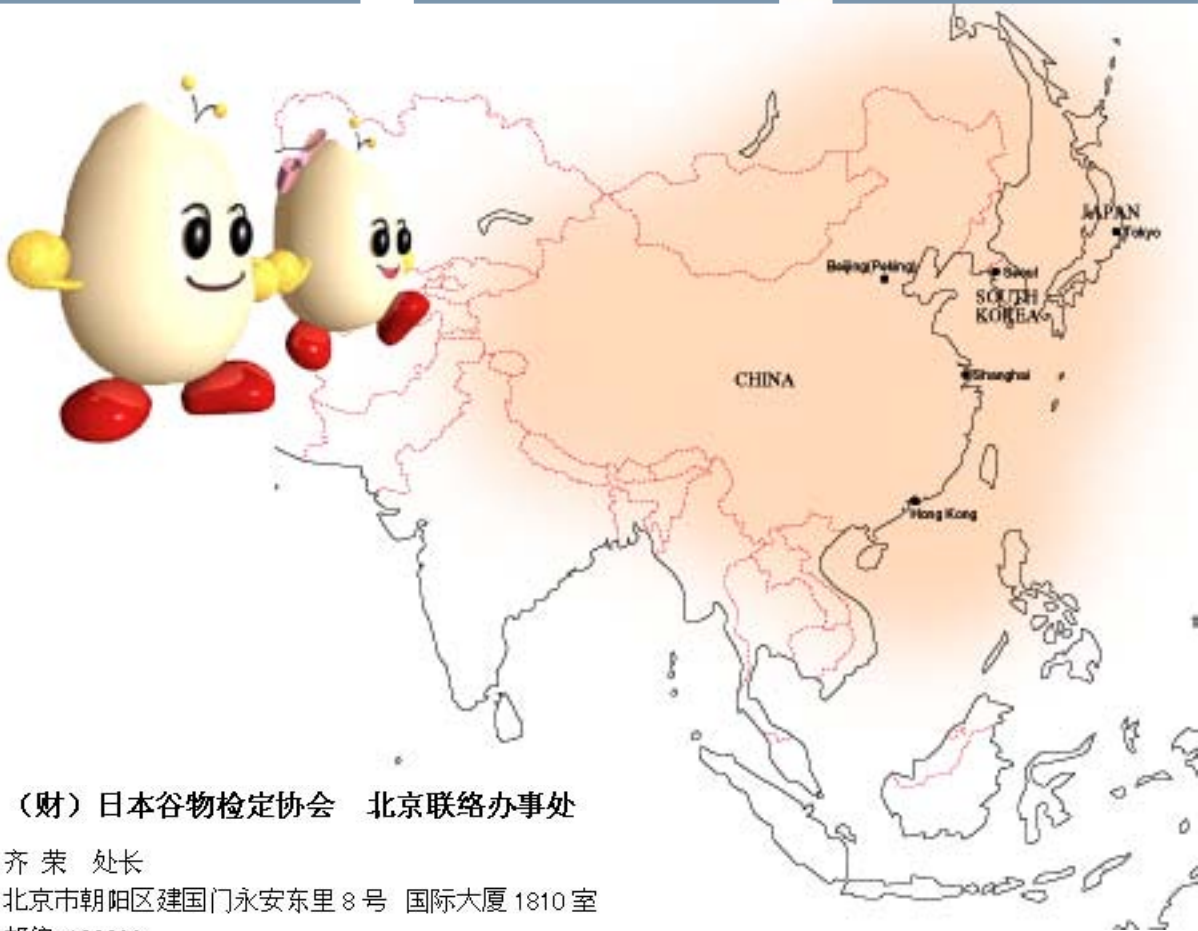 JAPAN
Tokyo
Beijing(Peking)
Seoul
SOUTH
KOREA
CHINA
Shanghai
Hong Kong
（财）日本谷物检定协会　北京联络办事处
齐 荣　处长
北京市朝阳区建国门永安东里 8 号  国际大厦 1810 室